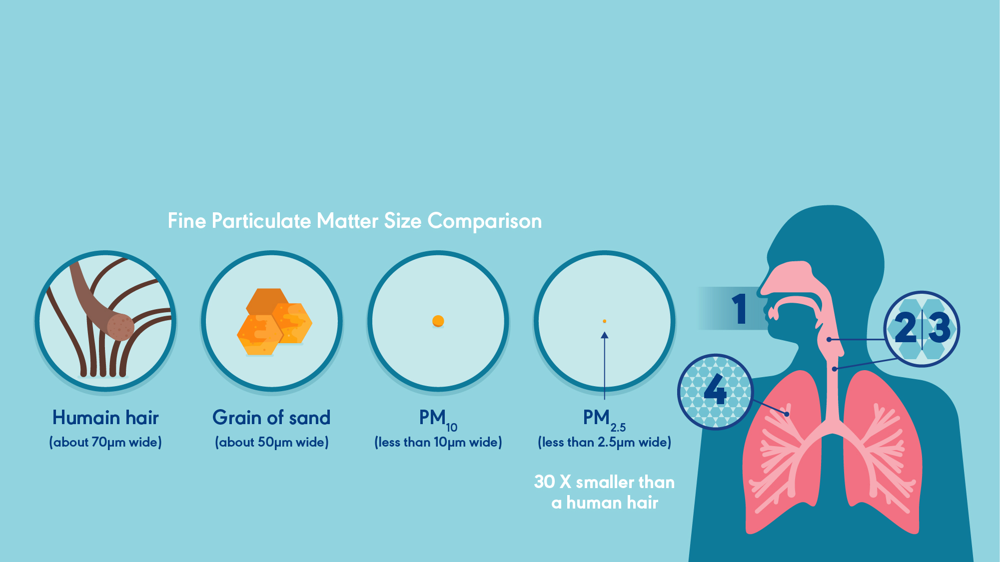 Fine Particulate Matter Size Comparison
Humain hair
(about 70µm wide)
Grain of sand
(about 50µm wide)
PM10
(less than 10µm wide)
PM2.5
(less than 2.5µm wide)
30 X smaller than
a human hair
1
2|3
4